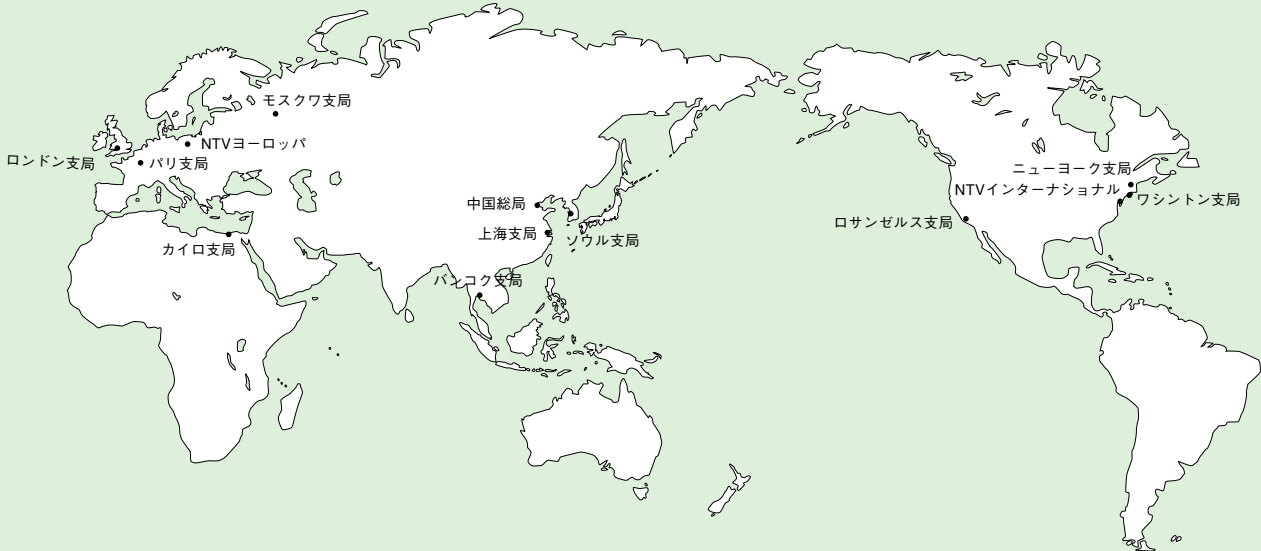 モスクワ支局
NTVヨーロッパ
ロンドン支局
パリ支局
カイロ支局
中国総局
上海支局
ソウル支局
バンコク支局
ニューヨーク支局
NTVインターナショナル
ワシントン支局
ロサンゼルス支局